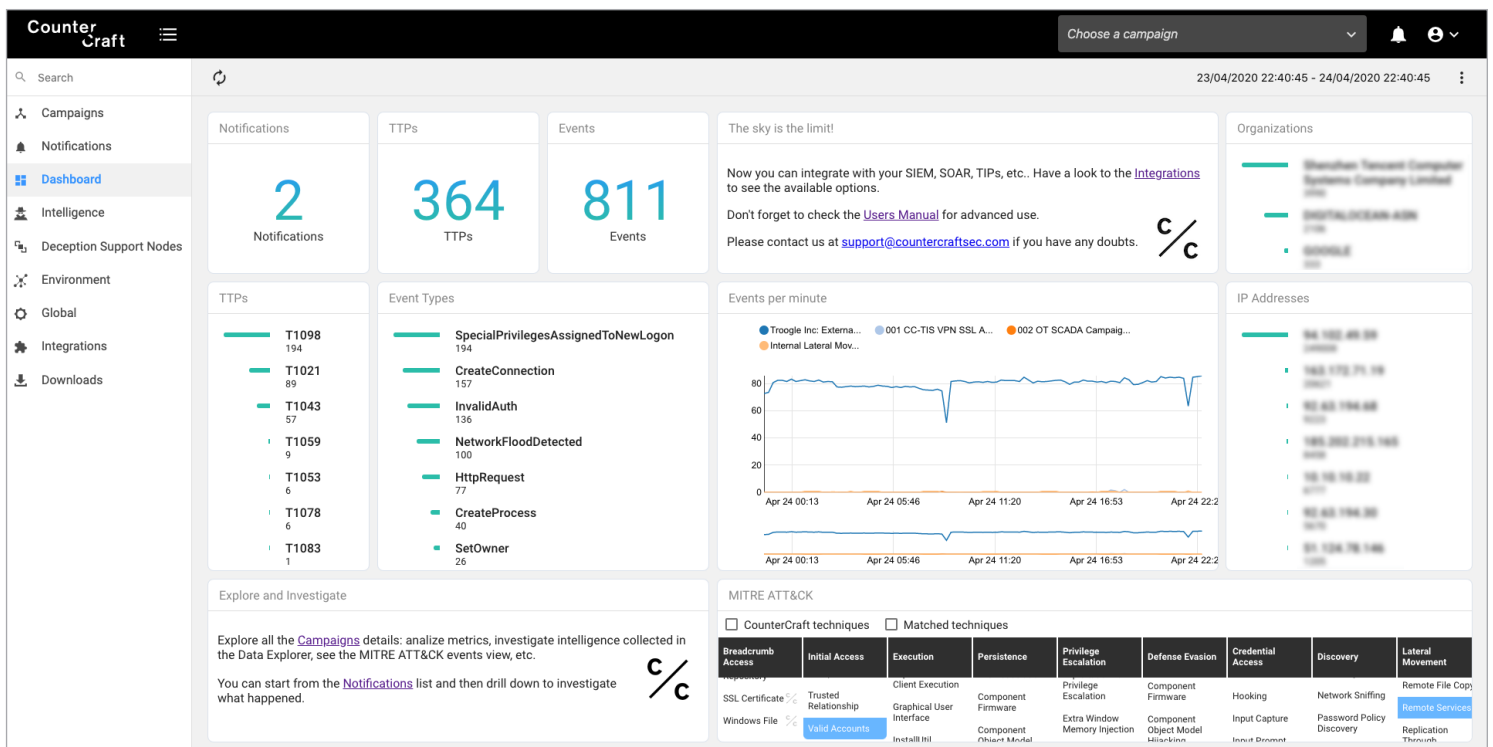 Counter
Craft
Choose a campaign
Search
23/04/2020 22:40:45 - 24/04/2020 22:40:45
Campaigns
Notifications
Dashboard
Intelligence
Deception Support Nodes
Environment
Global
Integrations
Downloads
Notifications
2
Notifications
TTPs
364
TTPs
Events
811
Events
The sky is the limit!
Now you can integrate with your SIEM, SOAR, TIPs, etc.. Have a look to the Integrations
to see the available options.
Don't forget to check the Users Manual for advanced use.
Please contact us at support@countercraftsec.com if you have any doubts.
C/C
Organizations
Shenzhen Tencent Computer
Systems Company Limited
DIGITALOCEAN-ASN
GOOGLE
TTPs
T1098
194
T1021
89
T1043
57
T1059
9
T1053
6
T1078
6
T1083
1
Event Types
SpecialPrivilegesAssignedToNewLogon
194
CreateConnection
157
InvalidAuth
136
NetworkFloodDetected
100
HttpRequest
77
CreateProcess
40
SetOwner
26
Events per minute
Troogle Inc: Externa... 001 CC-TIS VPN SSL A... 002 OT SCADA Campaig...
Internal Lateral Mov...
80
60
40
20
0
Apr 24 00:13 Apr 24 05:46 Apr 24 11:20 Apr 24 16:53 Apr 24 22:2
Apr 24 00:13 Apr 24 05:46 Apr 24 11:20 Apr 24 16:53 Apr 24 22:2
IP Addresses
Explore and Investigate
Explore all the Campaigns details: analize metrics, investigate intelligence collected in
the Data Explorer, see the MITRE ATT&CK events view, etc.
You can start from the Notifications list and then drill down to investigate
what happened.
C/C
MITRE ATT&CK
CounterCraft techniques Matched techniques
Breadcrumb
Access
Repository
SSL Certificate
Windows File
Initial Access
Trusted
Relationship
Valid Accounts
Execution
Client Execution
Graphical User
Interface
InstallUtil
Persistence
Component
Firmware
Component
Object Model
Privilege
Escalation
Privilege
Escalation
Extra Window
Memory Injection
Defense Evasion
Component
Firmware
Component
Object Model
Hijacking
Credential
Access
Hooking
Input Capture
Input Prompt
Discovery
Network Sniffing
Password Policy
Discovery
Lateral
Movement
Remote File Copy
Remote Services
Replication
Through